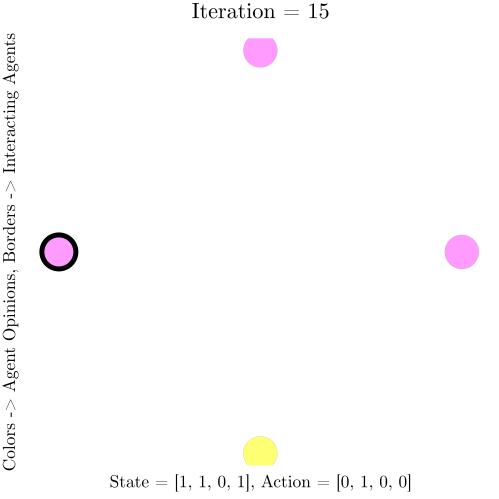 Iteration = 15
Colors -> Agent Opinions, Borders -> Interacting Agents
State = [1, 1, 0, 1], Action = [0, 1, 0, 0]